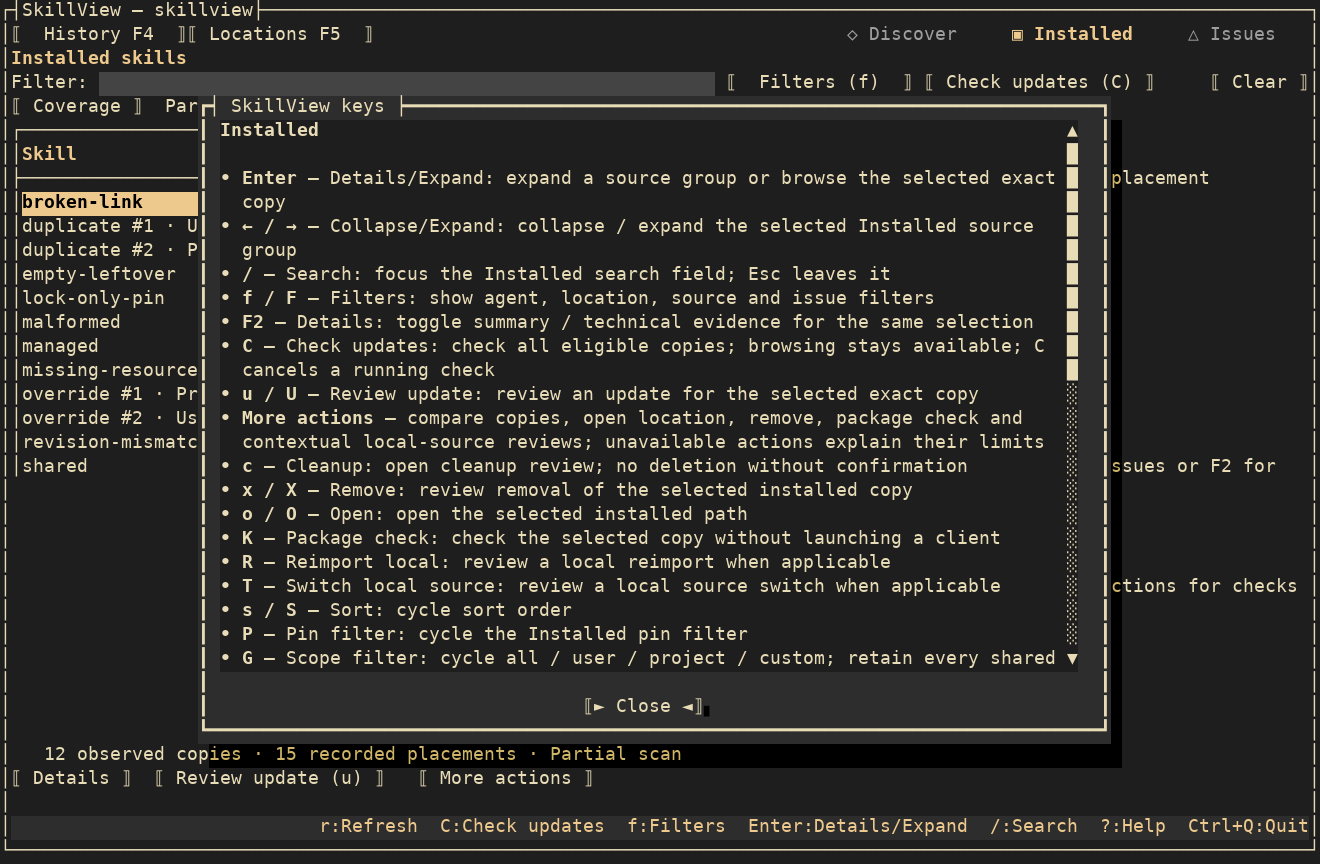 SkillView — skillview
⟦  History F4  ⟧⟦ Locations F5  ⟧ ◇ Discover ▣ Installed △ Issues
Installed skills
Filter: ⟦  Filters (f)  ⟧ ⟦ Check updates (C) ⟧ ⟦ Clear ⟧
⟦ Coverage ⟧  Par
SkillView keys
Installed ▲
Skill
• Enter — Details/Expand: expand a source group or browse the selected exact placement
broken-link copy
duplicate #1 · U • ← / → — Collapse/Expand: collapse / expand the selected Installed source
duplicate #2 · P group
empty-leftover • / — Search: focus the Installed search field; Esc leaves it
lock-only-pin • f / F — Filters: show agent, location, source and issue filters
malformed • F2 — Details: toggle summary / technical evidence for the same selection
managed • C — Check updates: check all eligible copies; browsing stays available; C
missing-resource cancels a running check
override #1 · Pr • u / U — Review update: review an update for the selected exact copy
override #2 · Us • More actions — compare copies, open location, remove, package check and
revision-mismatc contextual local-source reviews; unavailable actions explain their limits
shared • c — Cleanup: open cleanup review; no deletion without confirmation ssues or F2 for
• x / X — Remove: review removal of the selected installed copy
• o / O — Open: open the selected installed path
• K — Package check: check the selected copy without launching a client
• R — Reimport local: review a local reimport when applicable
• T — Switch local source: review a local source switch when applicable ctions for checks
• s / S — Sort: cycle sort order
• P — Pin filter: cycle the Installed pin filter
• G — Scope filter: cycle all / user / project / custom; retain every shared ▼
⟦► Close ◄⟧
12 observed copies · 15 recorded placements · Partial scan
⟦ Details ⟧  ⟦ Review update (u) ⟧   ⟦ More actions ⟧
r:Refresh  C:Check updates  f:Filters  Enter:Details/Expand  /:Search  ?:Help  Ctrl+Q:Quit